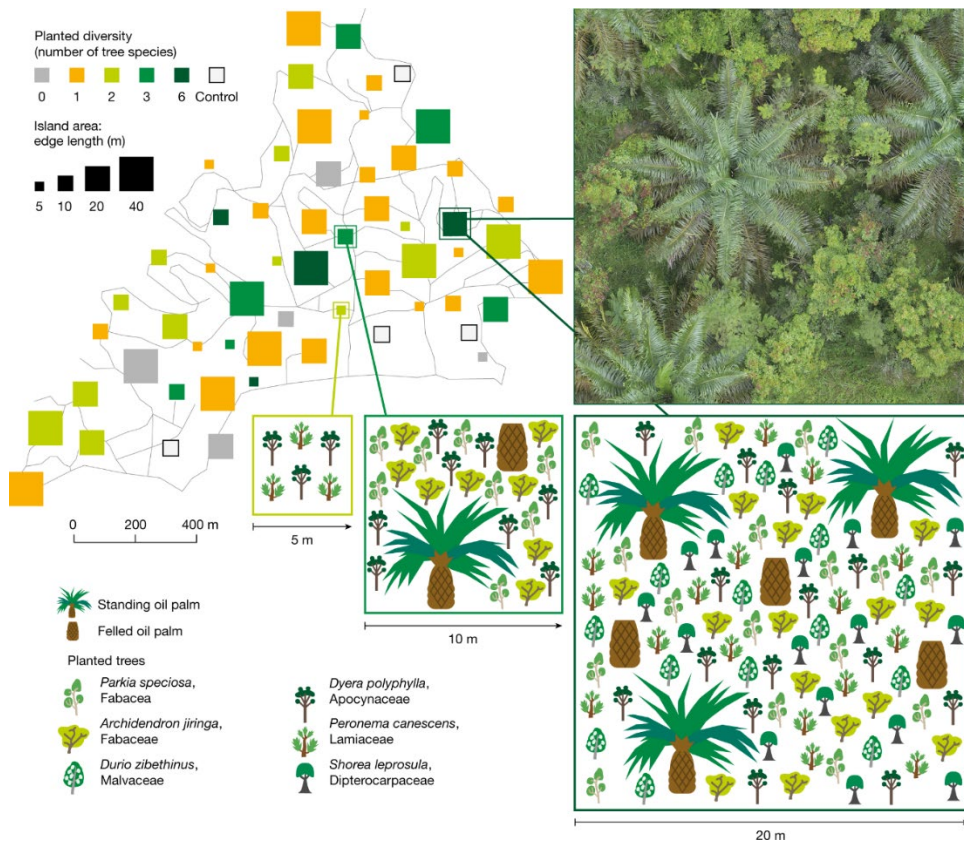 Planted diversity
(number of tree species)
0 1 2 3 6 Control
Island area:
edge length (m)
5 10 20 40
0 200 400 m
5 m
10 m
20 m
Standing oil palm
Felled oil palm
Planted trees
Parkia speciosa,
Fabacea
Archidendron jiringa,
Fabaceae
Durio zibethinus,
Malvaceae
Dyera polyphylla,
Apocynaceae
Peronema canescens,
Lamiaceae
Shorea leprosula,
Dipterocarpaceae